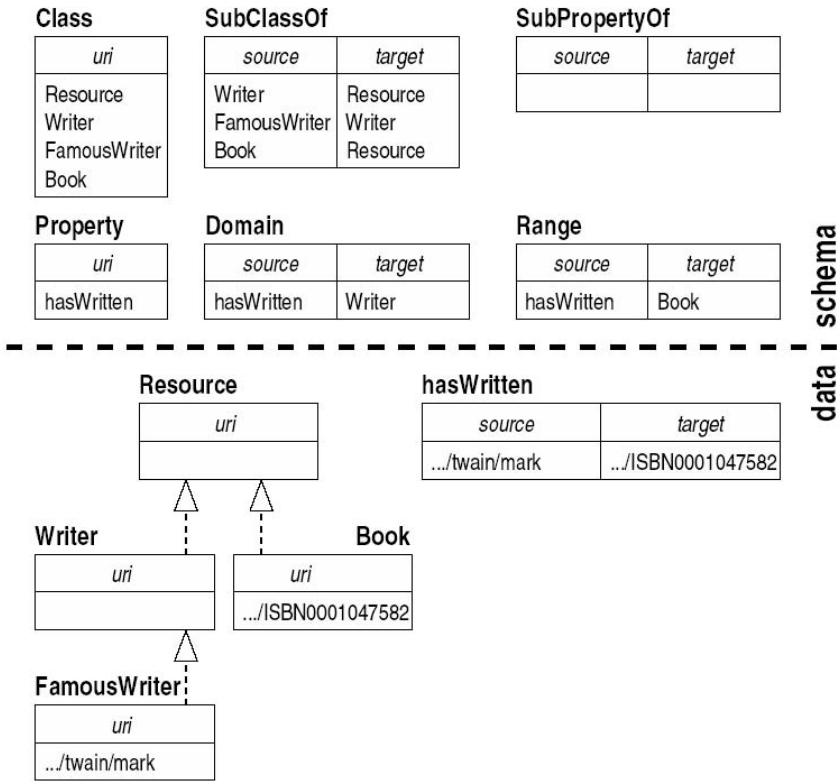 Class SubClassOf SubPropertyOf
uri source target source target
Resource Writer Resource
Writer FamousWriter Writer
FamousWriter Book Resource
Book
Property Domain Range
uri source target source target
hasWritten hasWritten Writer hasWritten Book
schema
data
Resource hasWritten
uri source target
.../twain/mark .../ISBN0001047582
Writer Book
uri uri
.../ISBN0001047582
FamousWriter
uri
.../twain/mark